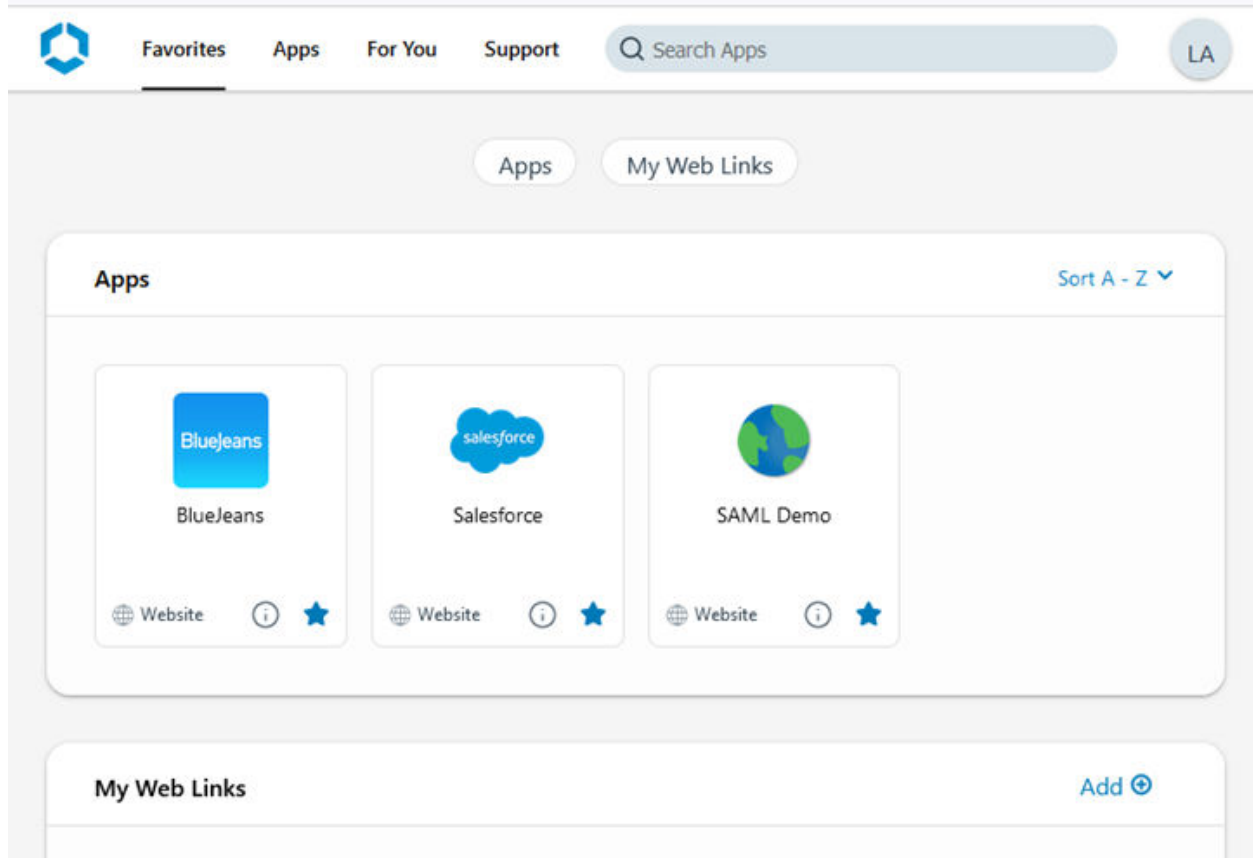 Favorites Apps For You Support Search Apps LA
Apps My Web Links
Apps Sort A - Z
BlueJeans salesforce
BlueJeans Salesforce SAML Demo
Website Website Website
My Web Links Add